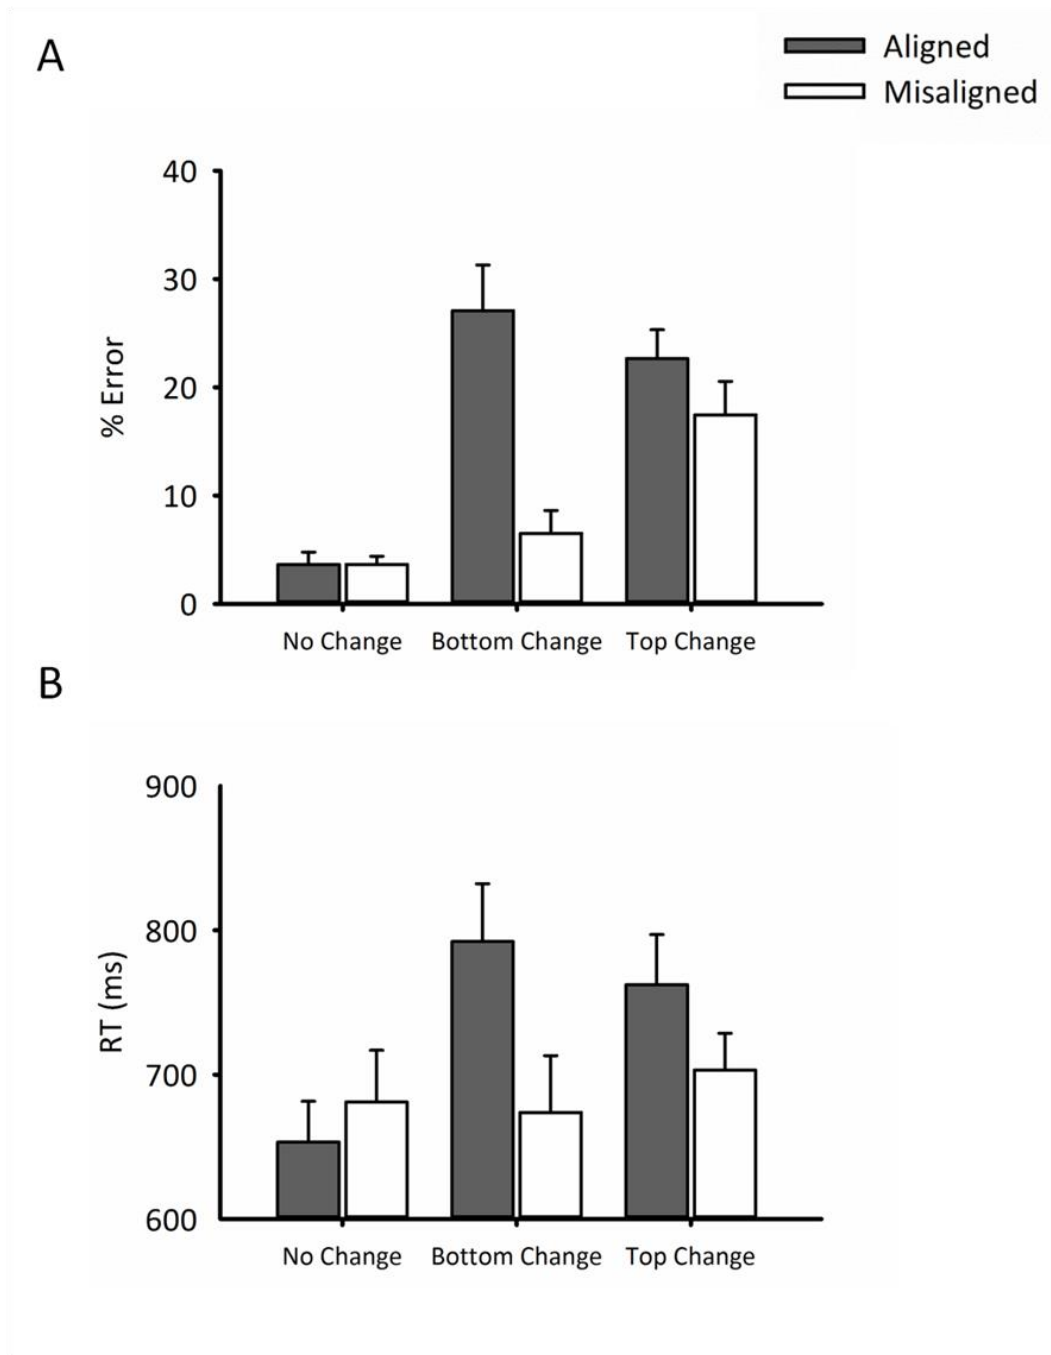 A
Aligned
Misaligned
40
30
20
10
0
% Error
No Change Bottom Change Top Change
B
900
800
700
600
RT (ms)
No Change Bottom Change Top Change